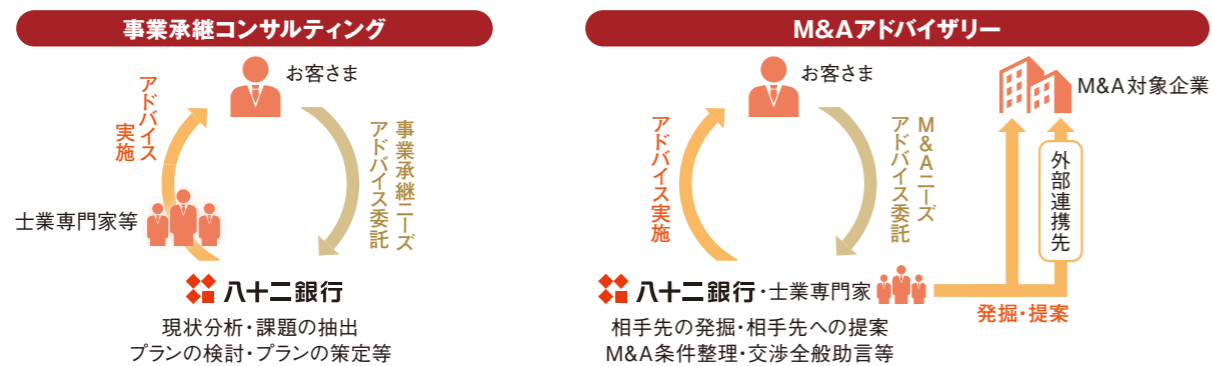 事業承継コンサルティング
お客さま
アドバイス
実施
事業承継ニーズ
アドバイス委託
士業専門家等
八十二銀行
現状分析・課題の抽出
プランの検討・プランの策定等
M&Aアドバイザリー
お客さま
M&A対象企業
アドバイス実施
M&Aニーズ
アドバイス委託
外部連携先
八十二銀行・士業専門家
発掘・提案
相手先の発掘・相手先への提案
M&A条件整理・交渉全般助言等